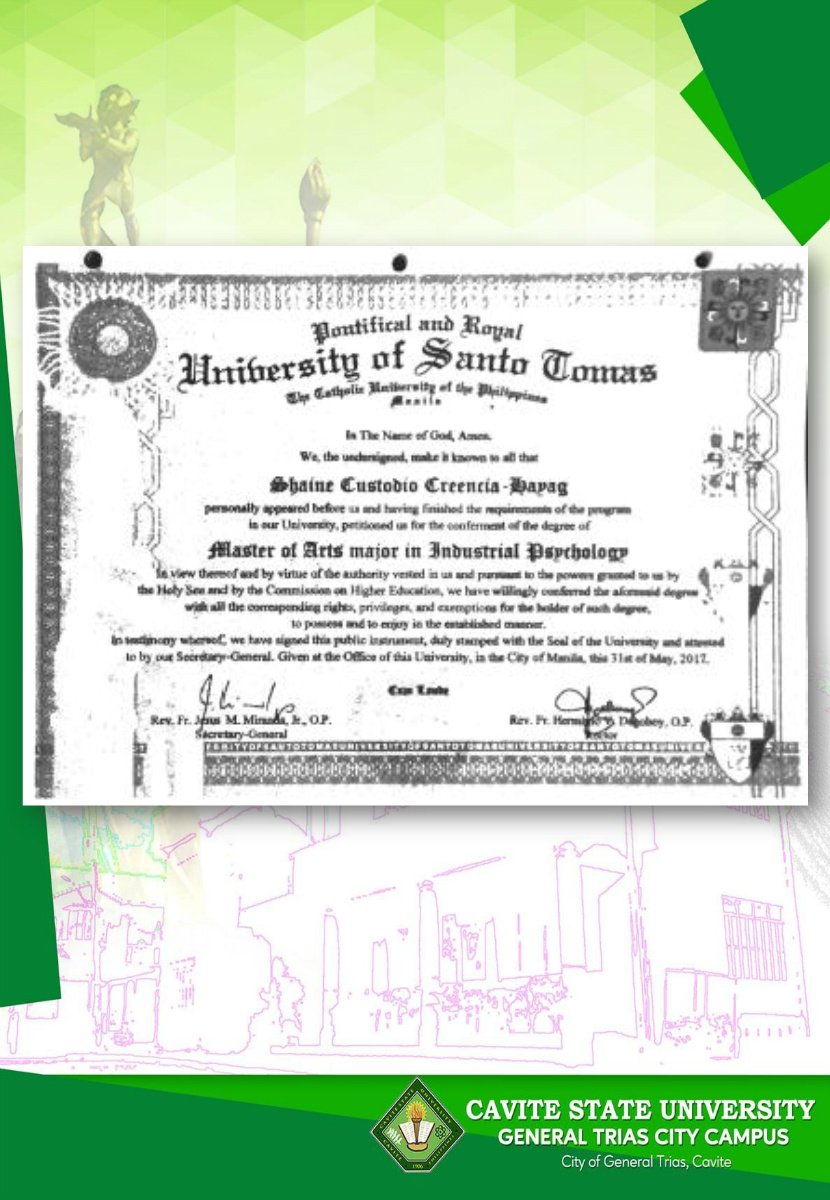 Pontifical and Royal
University of Santo Tomas
The Catholic University of the Philippines
Manila
In The Name of God, Amen.
We, the undersigned, make it known to all that
Shaine Custodio Creencia-Hayag
personally appeared before us and having finished the requirements of the program
in our University, petitioned us for the conferment of the degree of
Master of Arts major in Industrial Psychology
In view thereof and by virtue of the authority vested in us and pursuant to the powers granted to us by
the Holy See and by the Commission on Higher Education, we have willingly conferred the aforesaid degree
with all the corresponding rights, privileges, and exemptions for the holder of such degree,
to possess and to enjoy in the established manner.
In testimony whereof, we have signed this public instrument, duly stamped with the Seal of the University and attested
to by our Secretary-General. Given at the Office of this University, in the City of Manila, this 31st of May, 2017.
Cum Laude
Rev. Fr. Jesus M. Miranda, Jr., O.P.
Secretary-General
Rev. Fr. Herminio V. Dagohoy, O.P.
Rector
CAVITE STATE UNIVERSITY
GENERAL TRIAS CITY CAMPUS
City of General Trias, Cavite
CAVITE STATE UNIVERSITY
CAVITE PHILIPPINES
1906